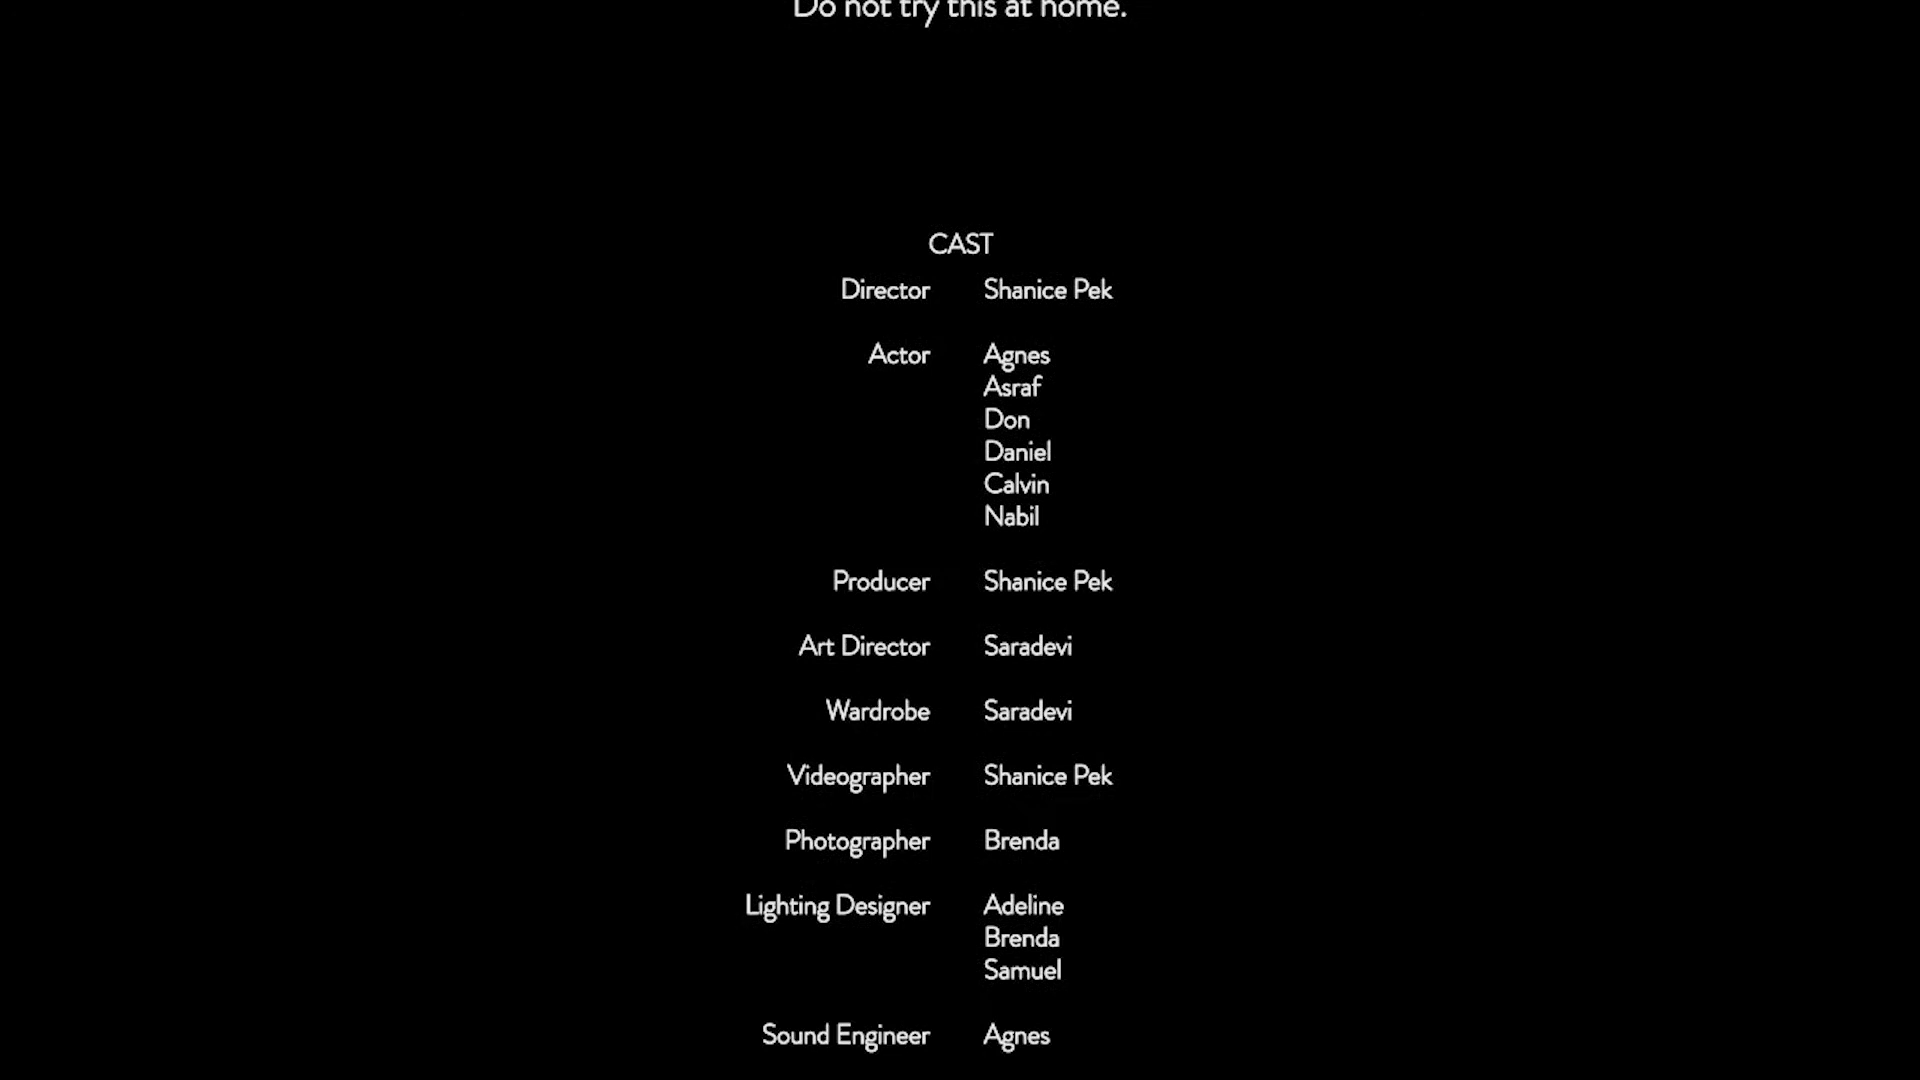 Do not try this at home.
CAST
Director Shanice Pek
Actor Agnes
Asraf
Don
Daniel
Calvin
Nabil
Producer Shanice Pek
Art Director Saradevi
Wardrobe Saradevi
Videographer Shanice Pek
Photographer Brenda
Lighting Designer Adeline
Brenda
Samuel
Sound Engineer Agnes